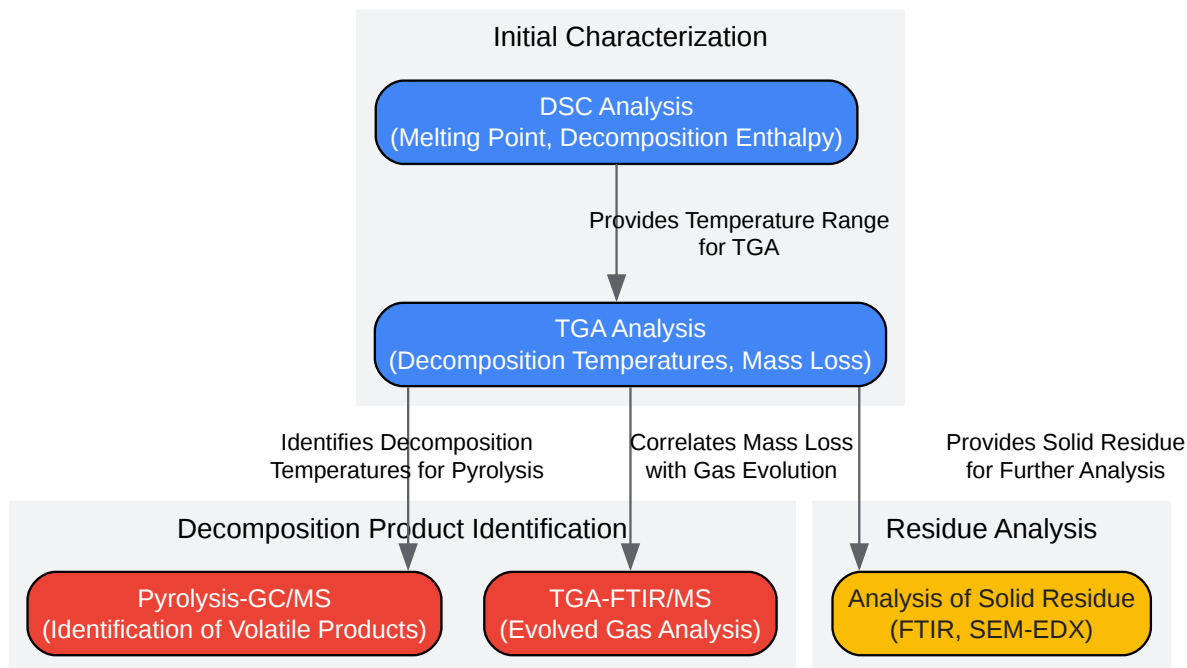 Initial Characterization
DSC Analysis
(Melting Point, Decomposition Enthalpy)
Provides Temperature Range
for TGA
TGA Analysis
(Decomposition Temperatures, Mass Loss)
Identifies Decomposition
Temperatures for Pyrolysis
Correlates Mass Loss
with Gas Evolution
Provides Solid Residue
for Further Analysis
Decomposition Product Identification
Pyrolysis-GC/MS
(Identification of Volatile Products)
TGA-FTIR/MS
(Evolved Gas Analysis)
Residue Analysis
Analysis of Solid Residue
(FTIR, SEM-EDX)